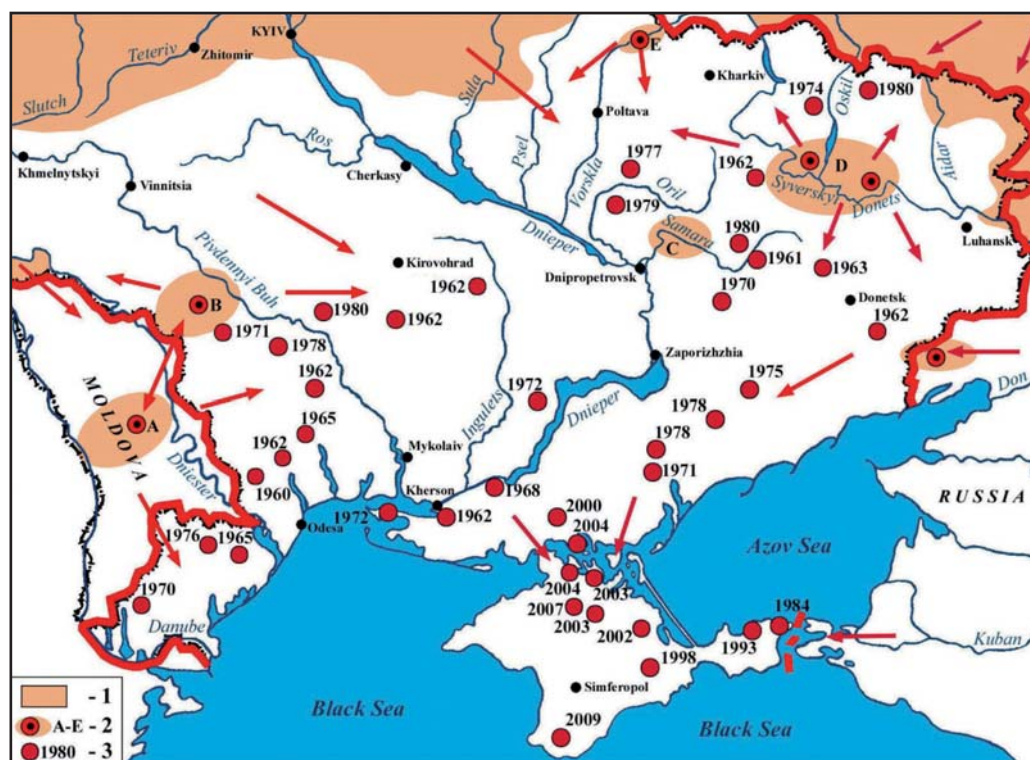 KYIV
Teteriv
Zhitomir
Slutch
Sula
Psel
E
Kharkiv
Poltava
Vorskla
1974
Oskil
1980
Ros
Khmelnytskyi
Vinnitsia
Cherkasy
1977
1962
D
Syverskyi
Donets
Aidar
Oril
1979
Luhansk
Pivdennyi Buh
Dnieper
Samara
C
1980
1961
1963
Kirovohrad
Dnipropetrovsk
1962
1970
Donetsk
B
1980
1962
1962
1971
1978
Zaporizhzhia
1962
1975
Don
MOLDOVA
A
1972
Ingulets
Dnieper
1978
1965
1978
Dniester
1962
Mykolaiv
1971
1960
Kherson
1968
RUSSIA
1972
1962
2000
Odesa
2004
Azov Sea
1976
1965
2004
2003
1970
2007
2003
1984
Danube
2002
1993
Kuban
1998
Simferopol
Black Sea
2009
Black Sea
- 1
A-E - 2
1980 - 3